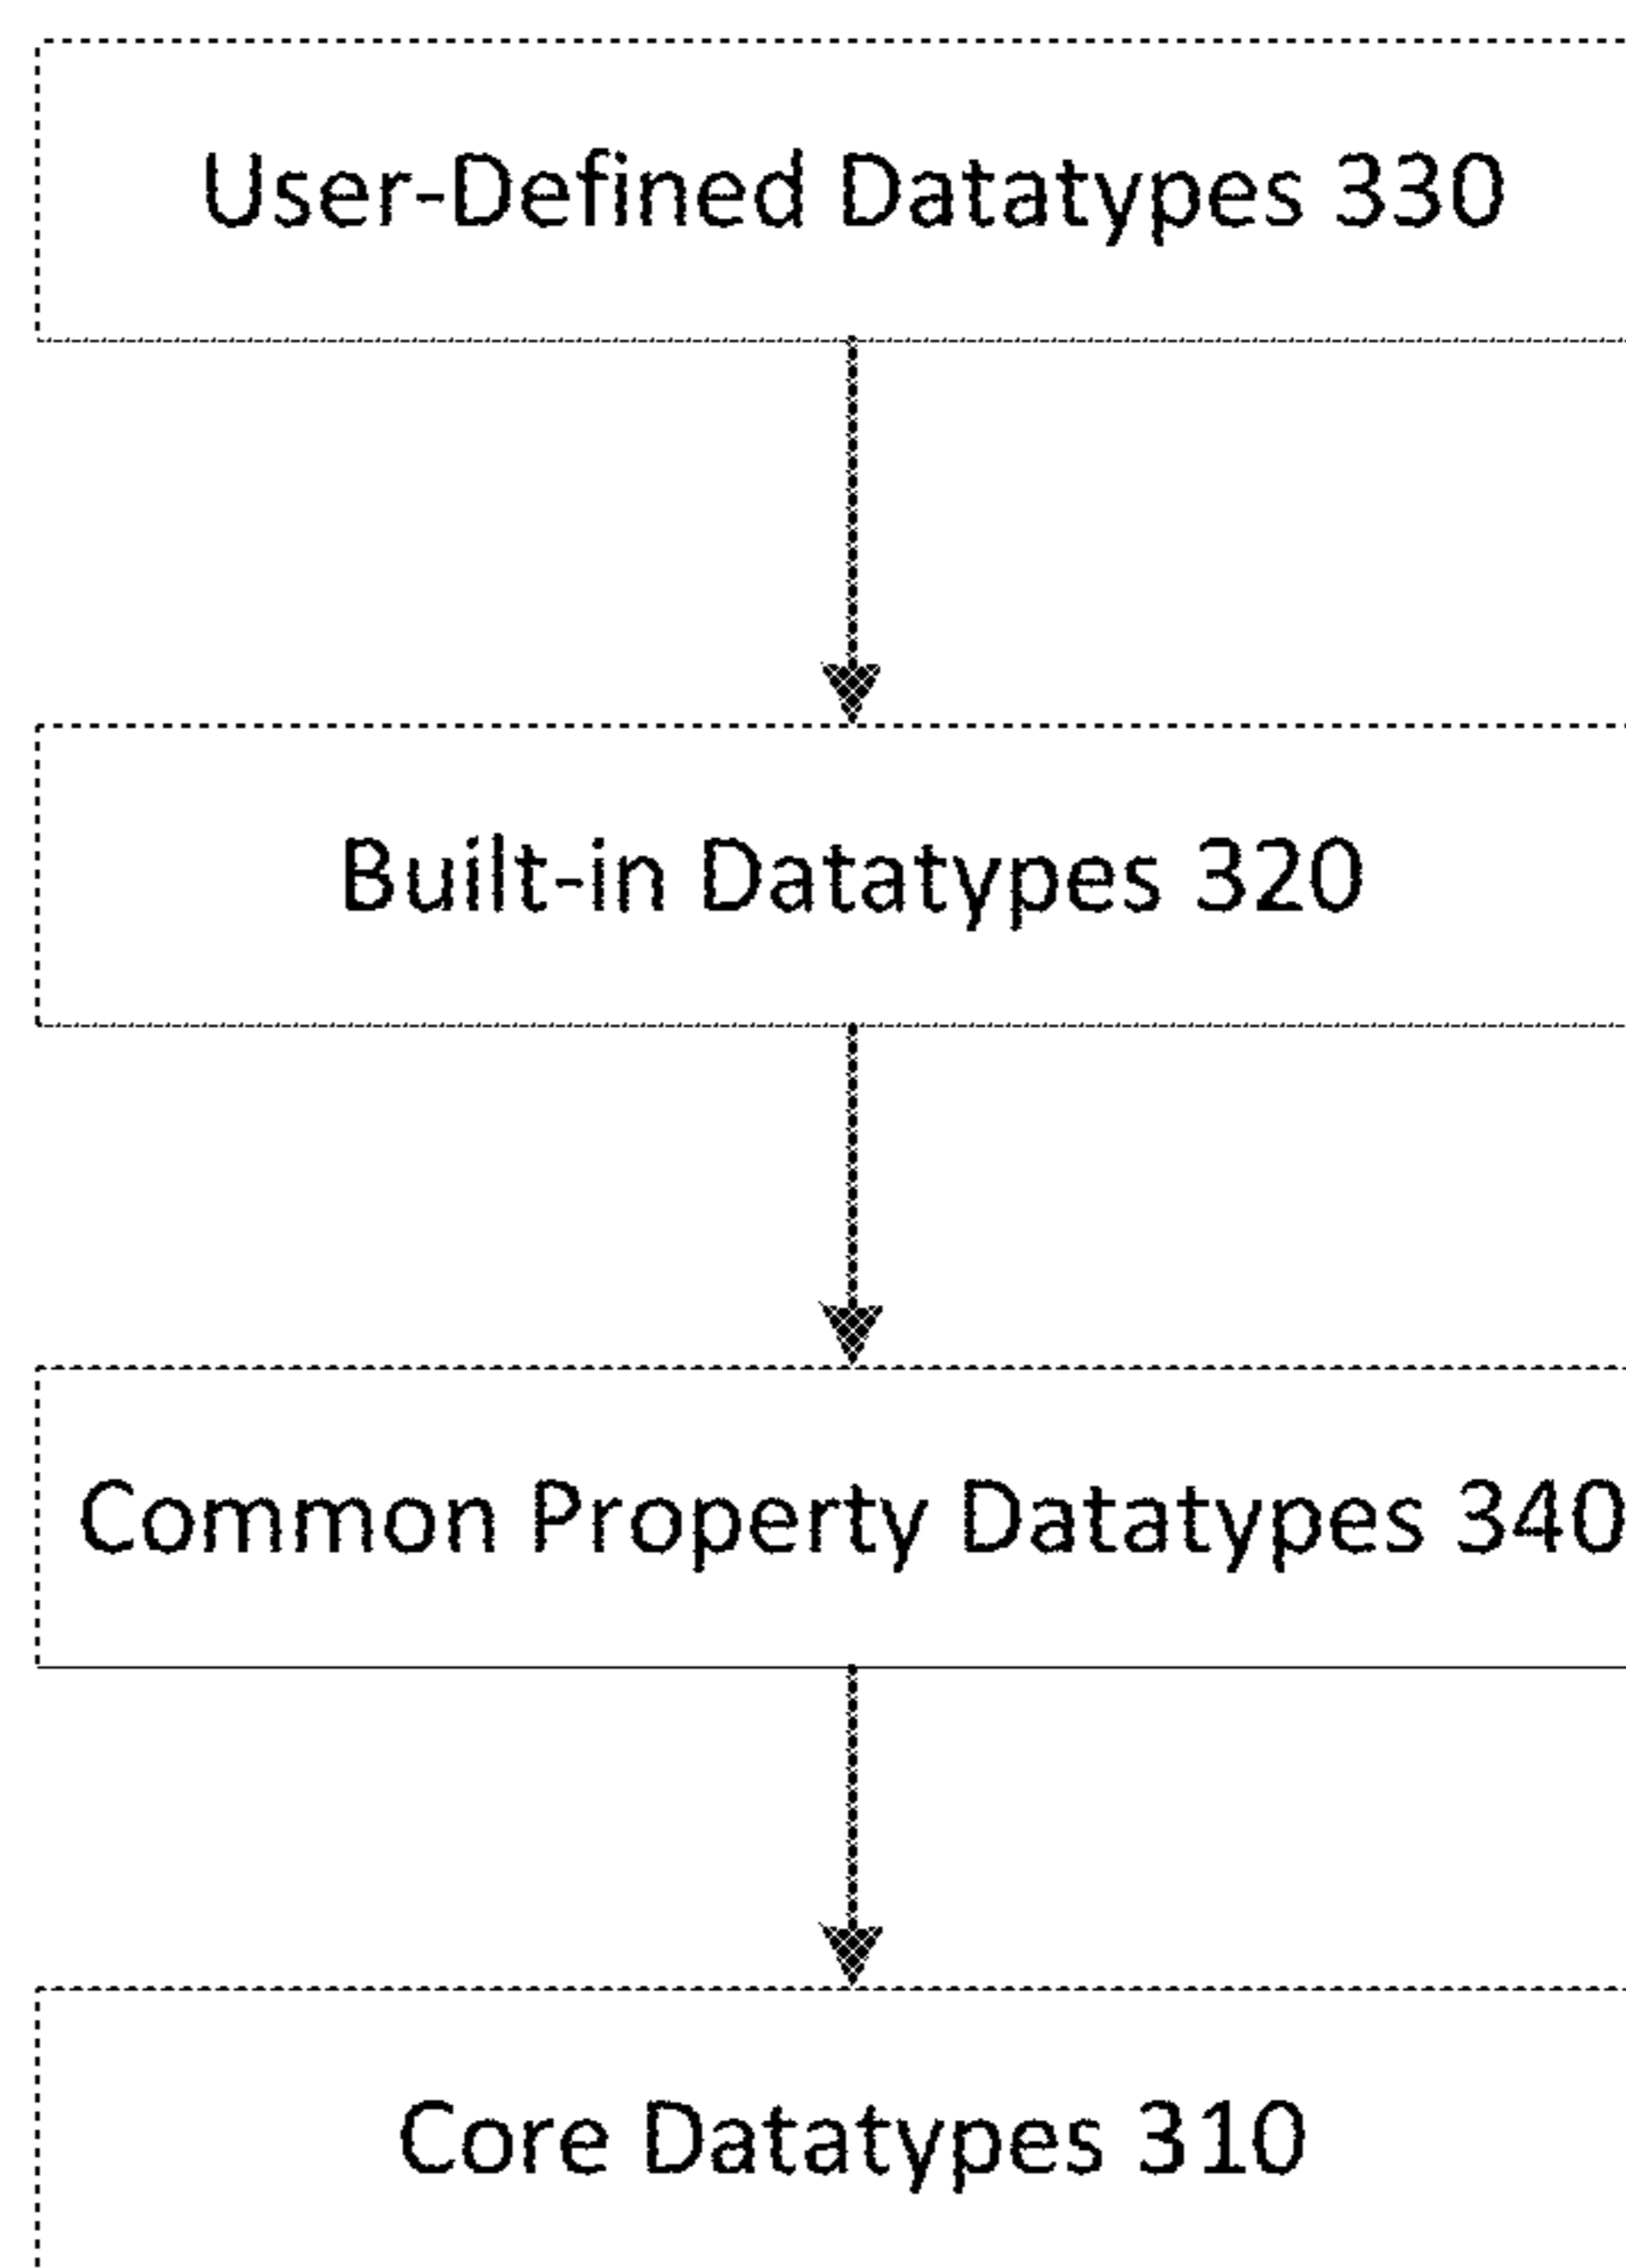 User-Defined Datatypes 330
Built-in Datatypes 320
Common Property Datatypes 340
Core Datatypes 310